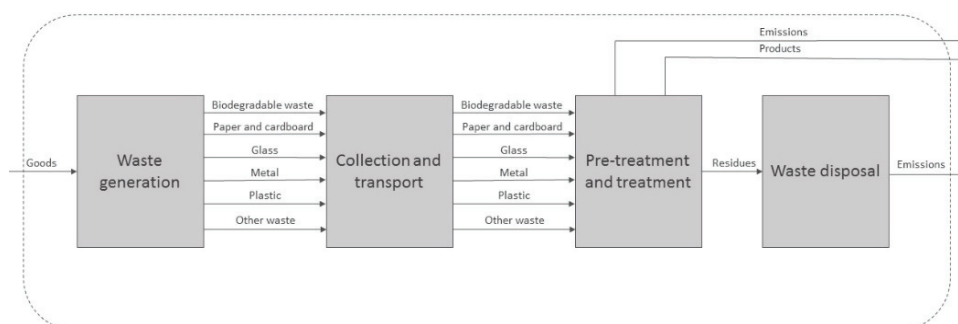 Emissions
Products
Goods
Waste
generation
Biodegradable waste
Paper and cardboard
Glass
Metal
Plastic
Other waste
Collection and
transport
Biodegradable waste
Paper and cardboard
Glass
Metal
Plastic
Other waste
Pre-treatment
and treatment
Residues
Waste disposal
Emissions